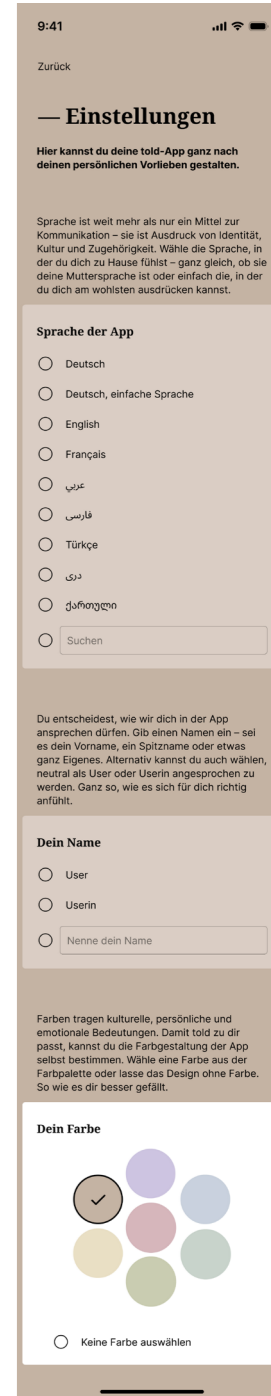 9:41
Zurück
— Einstellungen
Hier kannst du deine told-App ganz nach
deinen persönlichen Vorlieben gestalten.
Sprache ist weit mehr als nur ein Mittel zur
Kommunikation – sie ist Ausdruck von Identität,
Kultur und Zugehörigkeit. Wähle die Sprache, in
der du dich zu Hause fühlst – ganz gleich, ob sie
deine Muttersprache ist oder einfach die, in der
du dich am wohlsten ausdrücken kannst.
Sprache der App
Deutsch
Deutsch, einfache Sprache
English
Français
عربي
فارسی
Türkçe
دری
ქართული
Suchen
Du entscheidest, wie wir dich in der App
ansprechen dürfen. Gib einen Namen ein – sei
es dein Vorname, ein Spitzname oder etwas
ganz Eigenes. Alternativ kannst du auch wählen,
neutral als User oder Userin angesprochen zu
werden. Ganz so, wie es sich für dich richtig
anfühlt.
Dein Name
User
Userin
Nenne dein Name
Farben tragen kulturelle, persönliche und
emotionale Bedeutungen. Damit told zu dir
passt, kannst du die Farbgestaltung der App
selbst bestimmen. Wähle eine Farbe aus der
Farbpalette oder lasse das Design ohne Farbe.
So wie es dir besser gefällt.
Dein Farbe
Keine Farbe auswählen